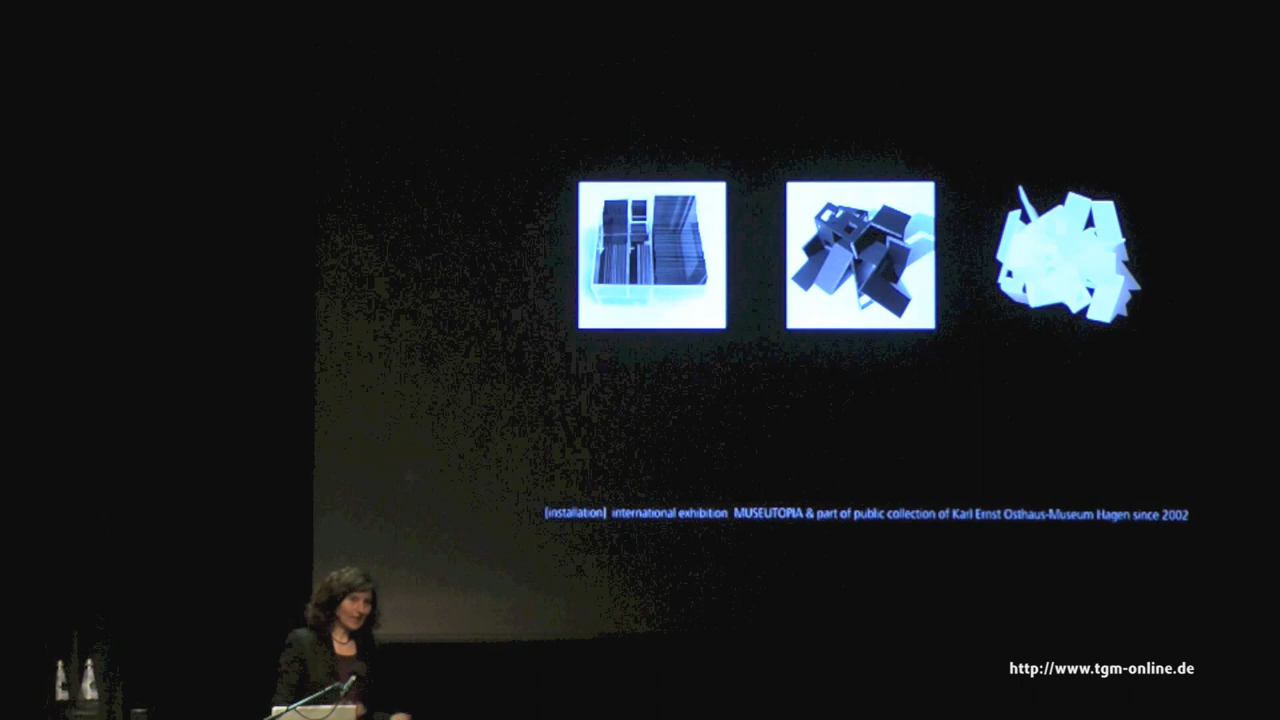 [installation] international exhibition MUSEUTOPIA & part of public collection of Karl Ernst Osthaus-Museum Hagen since 2002
http://www.tgm-online.de